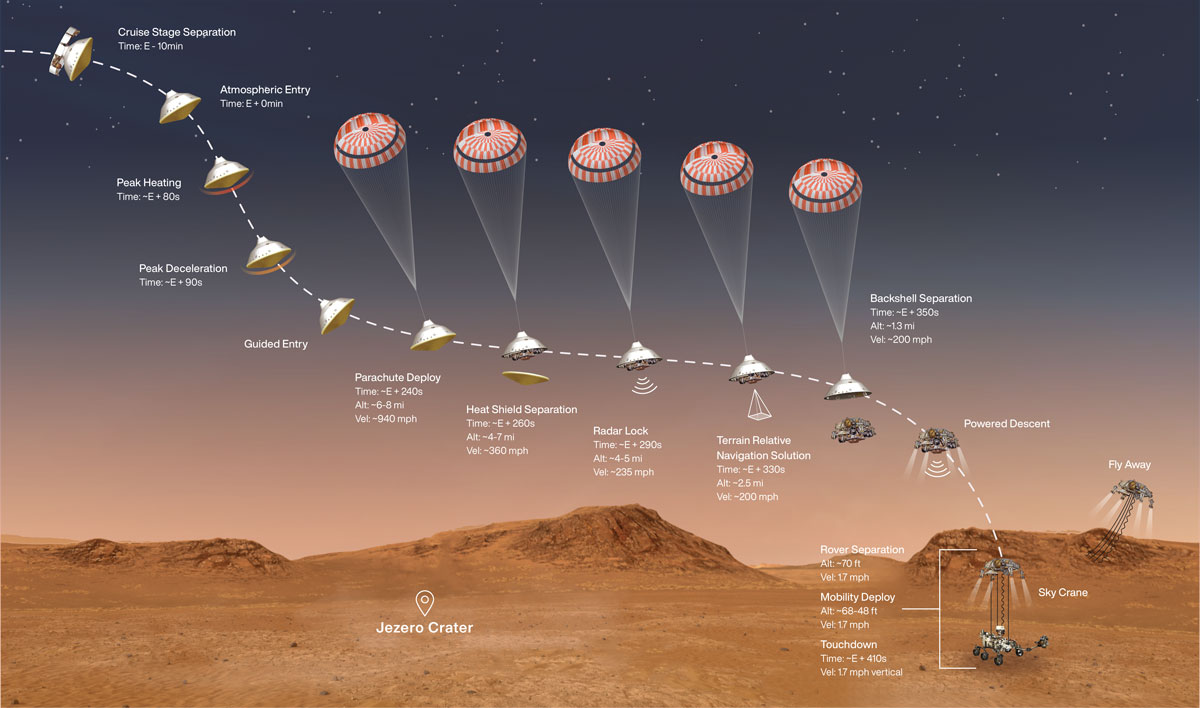 Cruise Stage Separation
Time: E - 10min
Atmospheric Entry
Time: E + 0min
Peak Heating
Time: ~E + 80s
Peak Deceleration
Time: ~E + 90s
Guided Entry
Parachute Deploy
Time: ~E + 240s
Alt: ~6-8 mi
Vel: ~940 mph
Heat Shield Separation
Time: ~E + 260s
Alt: ~4-7 mi
Vel: ~360 mph
Radar Lock
Time: ~E + 290s
Alt: ~4-5 mi
Vel: ~235 mph
Terrain Relative
Navigation Solution
Time: ~E + 330s
Alt: ~2.5 mi
Vel: ~200 mph
Backshell Separation
Time: ~E + 350s
Alt: ~1.3 mi
Vel: ~200 mph
Powered Descent
Fly Away
Rover Separation
Alt: ~70 ft
Vel: 1.7 mph
Mobility Deploy
Alt: ~68-48 ft
Vel: 1.7 mph
Touchdown
Time: ~E + 410s
Vel: 1.7 mph vertical
Sky Crane
Jezero Crater